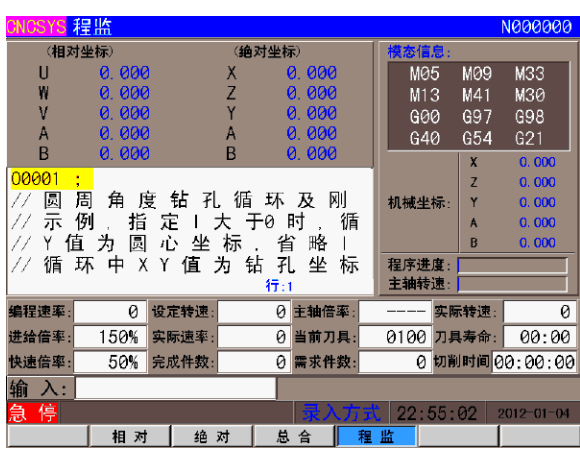 CNCSYS 程监 N000000
(相对坐标) (绝对坐标) 模态信息:
U 0.000 X 0.000 M05 M09 M33
W 0.000 Z 0.000 M13 M41 M30
V 0.000 Y 0.000 G00 G97 G98
A 0.000 A 0.000 G40 G54 G21
B 0.000 B 0.000
O0001 ;
// 圆周角度钻孔循环及刚
// 示例，指定I大于0时，循
// Y值为圆心坐标．省略I
// 循环中XY值为钻孔坐标
行:1
机械坐标:
X 0.000
Z 0.000
Y 0.000
A 0.000
B 0.000
程序进度:
主轴转速:
编程速率: 0 设定转速: 0 主轴倍率: ---- 实际转速: 0
进给倍率: 150% 实际速率: 0 当前刀具: 0100 刀具寿命: 00:00
快速倍率: 50% 完成件数: 0 需求件数: 0 切削时间 00:00:00
输 入:
急 停 录入方式 22:55:02 2012-01-04
相 对 绝 对 总 合 程 监